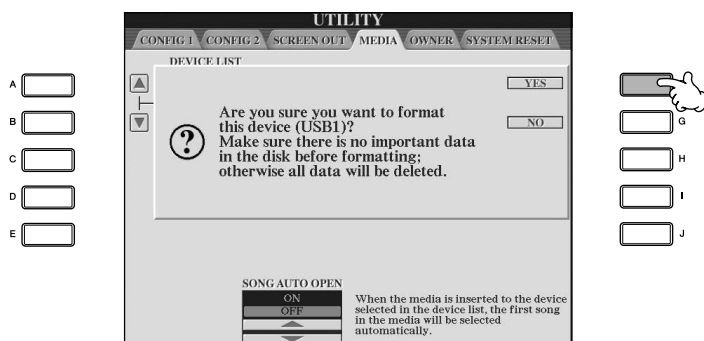 UTILITY
CONFIG 1 CONFIG 2 SCREEN OUT MEDIA OWNER SYSTEM RESET
DEVICE LIST
A
YES
B
Are you sure you want to format
this device (USB1)?
Make sure there is no important data
in the disk before formatting;
otherwise all data will be deleted.
?
NO
G
C
H
D
I
E
J
SONG AUTO OPEN
ON
OFF
When the media is inserted to the device
selected in the device list, the first song
in the media will be selected
automatically.